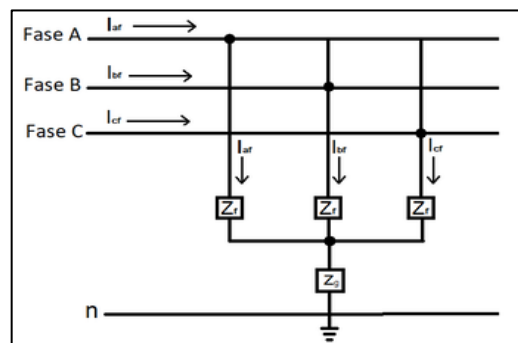 Fase A Iaf
Fase B Ibf
Fase C Icf
Iaf Ibf Icf
Zf Zf Zf
Zg
n